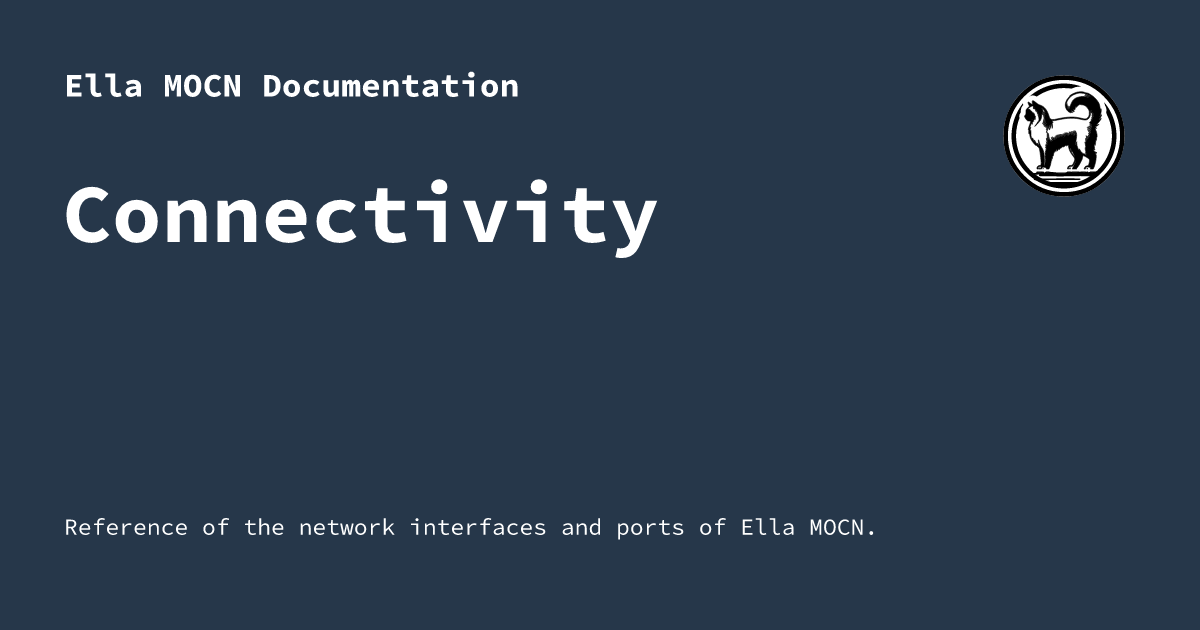 Ella MOCN Documentation
Connectivity
Reference of the network interfaces and ports of Ella MOCN.